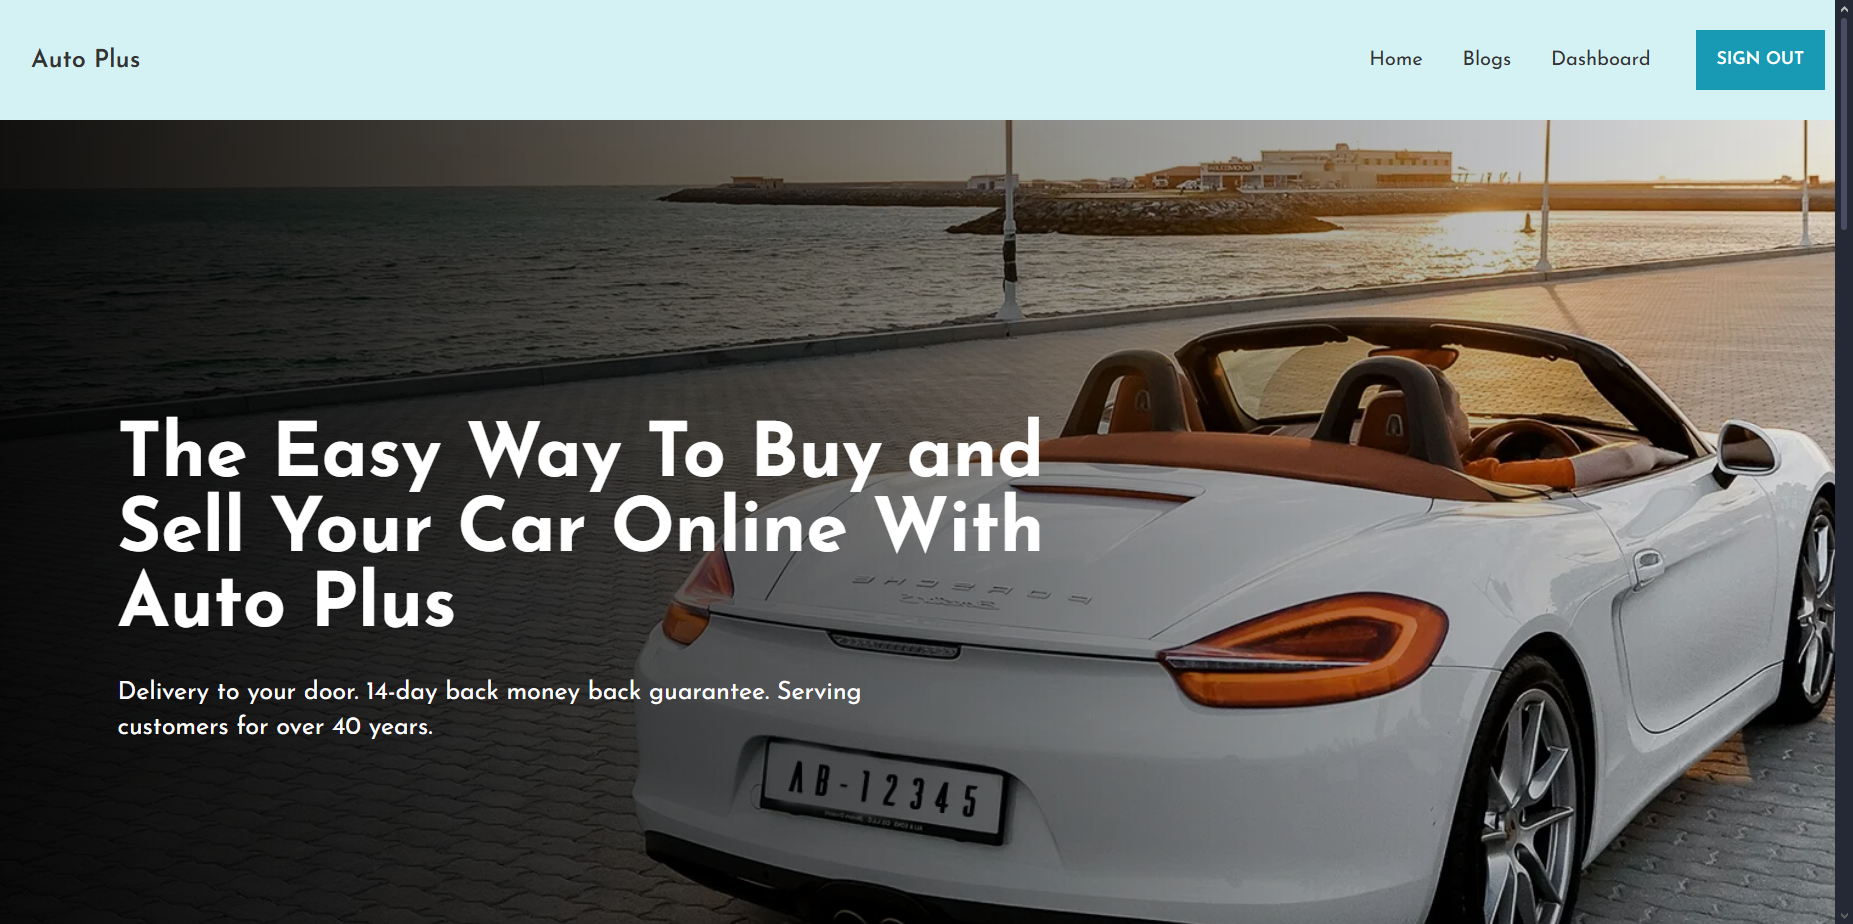 Auto Plus
Home Blogs Dashboard SIGN OUT
The Easy Way To Buy and
Sell Your Car Online With
Auto Plus
Delivery to your door. 14-day back money back guarantee. Serving
customers for over 40 years.
AB-12345